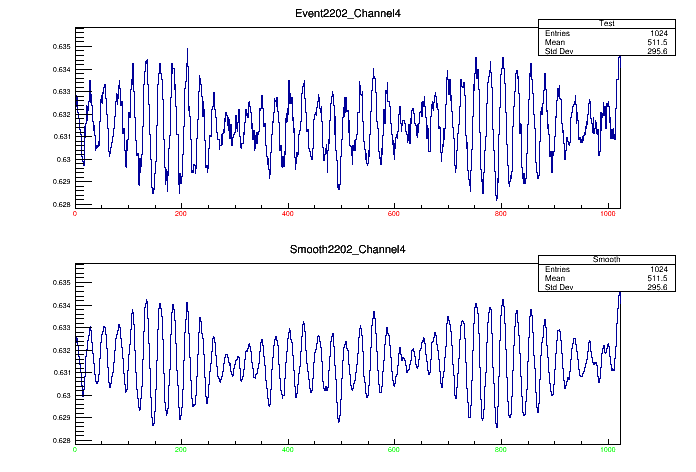 Event2202_Channel4
Test
Entries 1024
Mean 511.5
Std Dev 295.6
0.635
0.634
0.633
0.632
0.631
0.63
0.629
0.628
0 200 400 600 800 1000
Smooth2202_Channel4
Smooth
Entries 1024
Mean 511.5
Std Dev 295.6
0.635
0.634
0.633
0.632
0.631
0.63
0.629
0.628
0 200 400 600 800 1000